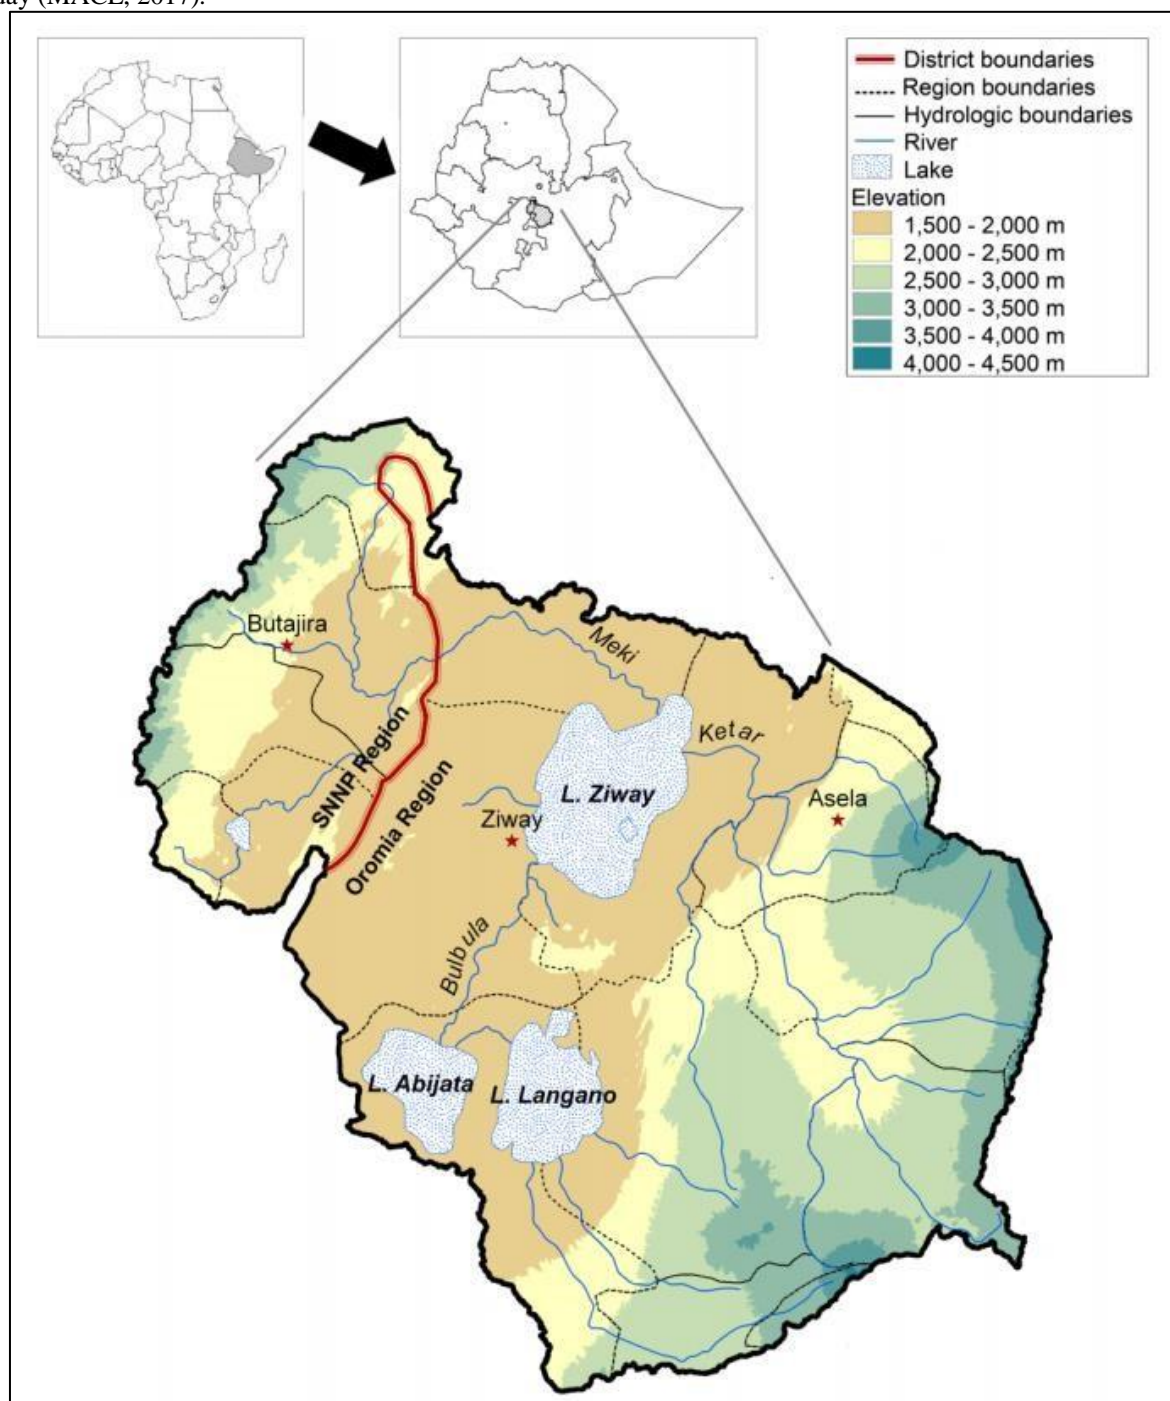 (MACE, 2017).
District boundaries
Region boundaries
Hydrologic boundaries
River
Lake
Elevation
1,500 - 2,000 m
2,000 - 2,500 m
2,500 - 3,000 m
3,000 - 3,500 m
3,500 - 4,000 m
4,000 - 4,500 m
Butajira
Meki
SNNP Region
Oromia Region
Ketar
L. Ziway
Ziway
Asela
Bulbula
L. Abijata
L. Langano